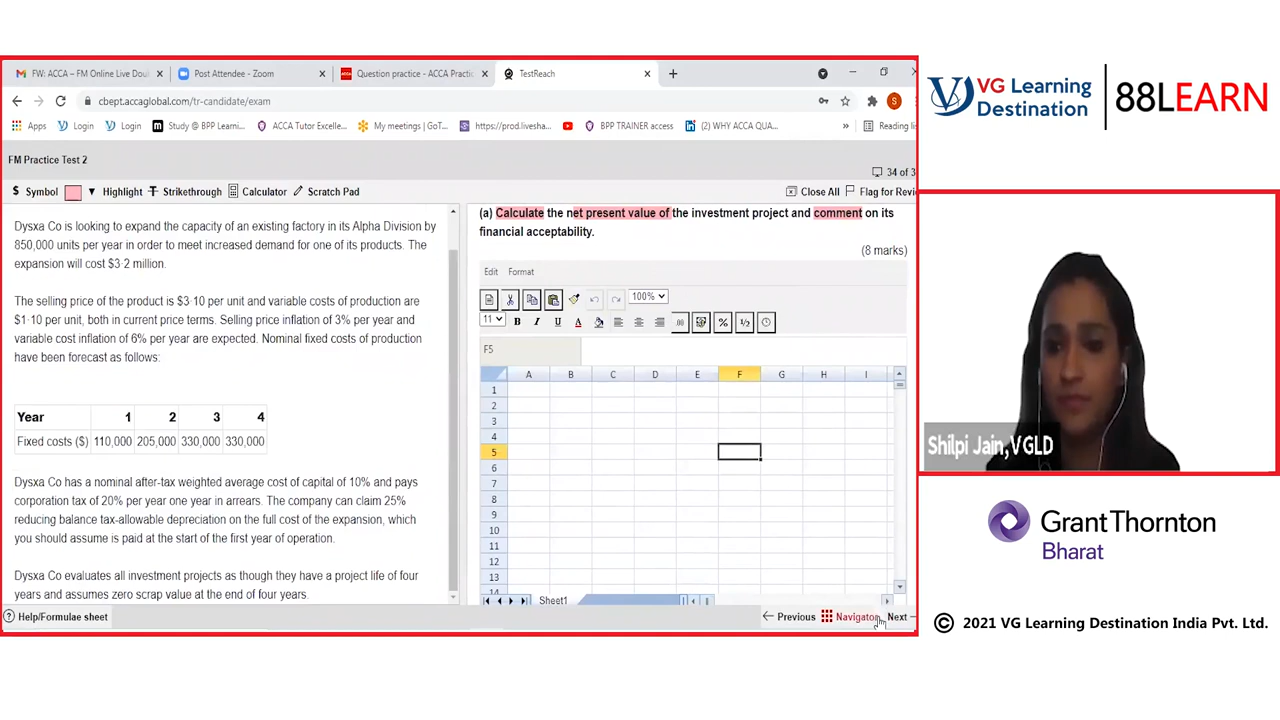 FW: ACCA – FM Online Live Dou
Post Attendee - Zoom
Question practice - ACCA Practic
TestReach
cbept.accaglobal.com/tr-candidate/exam
S
Apps
Login
Login
Study @ BPP Learni...
ACCA Tutor Excelle...
My meetings | GoT...
https://prod.livesha...
BPP TRAINER access
(2) WHY ACCA QUA...
»
Reading lis
FM Practice Test 2
34 of 3
$ Symbol
Highlight
Strikethrough
Calculator
Scratch Pad
Close All
Flag for Revie
Dysxa Co is looking to expand the capacity of an existing factory in its Alpha Division by
850,000 units per year in order to meet increased demand for one of its products. The
expansion will cost $3·2 million.
The selling price of the product is $3·10 per unit and variable costs of production are
$1·10 per unit, both in current price terms. Selling price inflation of 3% per year and
variable cost inflation of 6% per year are expected. Nominal fixed costs of production
have been forecast as follows:
Year 1 2 3 4
Fixed costs ($) 110,000 205,000 330,000 330,000
Dysxa Co has a nominal after-tax weighted average cost of capital of 10% and pays
corporation tax of 20% per year one year in arrears. The company can claim 25%
reducing balance tax-allowable depreciation on the full cost of the expansion, which
you should assume is paid at the start of the first year of operation.
Dysxa Co evaluates all investment projects as though they have a project life of four
years and assumes zero scrap value at the end of four years.
(a) Calculate the net present value of the investment project and comment on its
financial acceptability.
(8 marks)
Edit Format
100%
11 B I U A % ½
F5
A B C D E F G H I
1
2
3
4
5
6
7
8
9
10
11
12
13
14
Sheet1
Help/Formulae sheet
Previous
Navigator
Next
VG Learning
Destination
88LEARN
Shilpi Jain,VGLD
GrantThornton
Bharat
© 2021 VG Learning Destination India Pvt. Ltd.